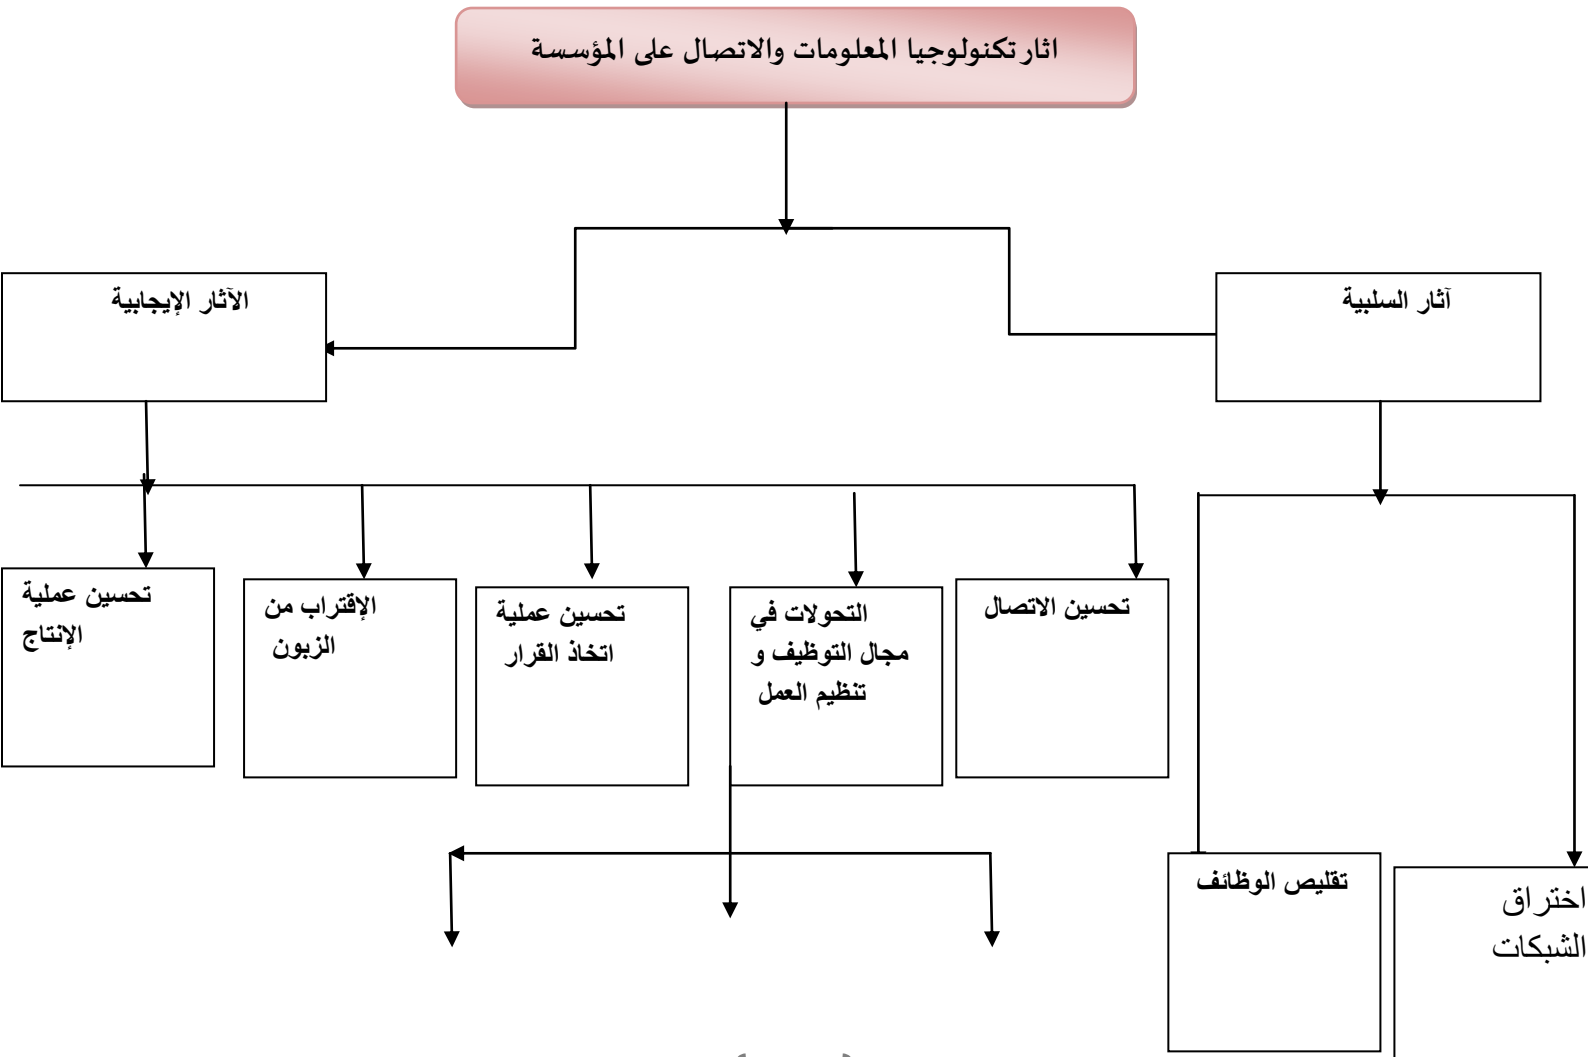 اثار تكنولوجيا المعلومات والاتصال على المؤسسة
آثار السلبية
الآثار الإيجابية
تحسين الاتصال
التحولات في
مجال التوظيف و
تنظيم العمل
تحسين عملية
اتخاذ القرار
الإقتراب من
الزبون
تحسين عملية
الإنتاج
اختراق
الشبكات
تقليص الوظائف